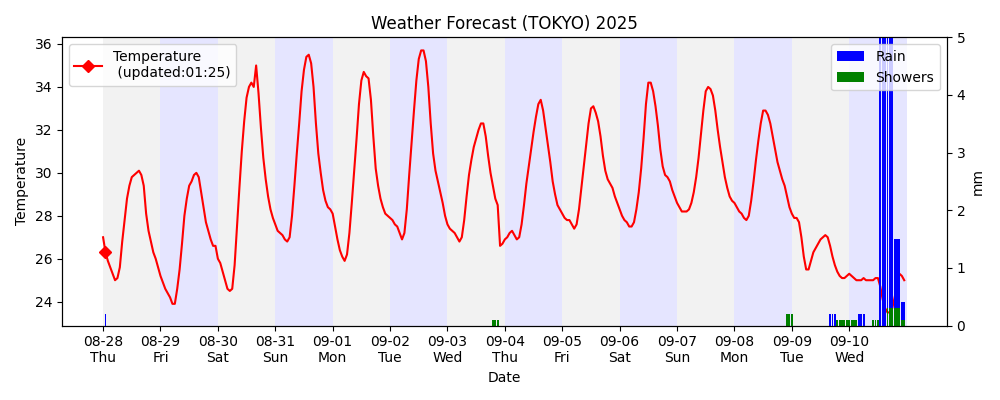 Weather Forecast (TOKYO) 2025
Temperature
(updated:01:25)
Rain
Showers
Temperature
36
34
32
30
28
26
24
5
4
3
2
1
0
mm
08-28 08-29 08-30 08-31 09-01 09-02 09-03 09-04 09-05 09-06 09-07 09-08 09-09 09-10
Thu Fri Sat Sun Mon Tue Wed Thu Fri Sat Sun Mon Tue Wed
Date